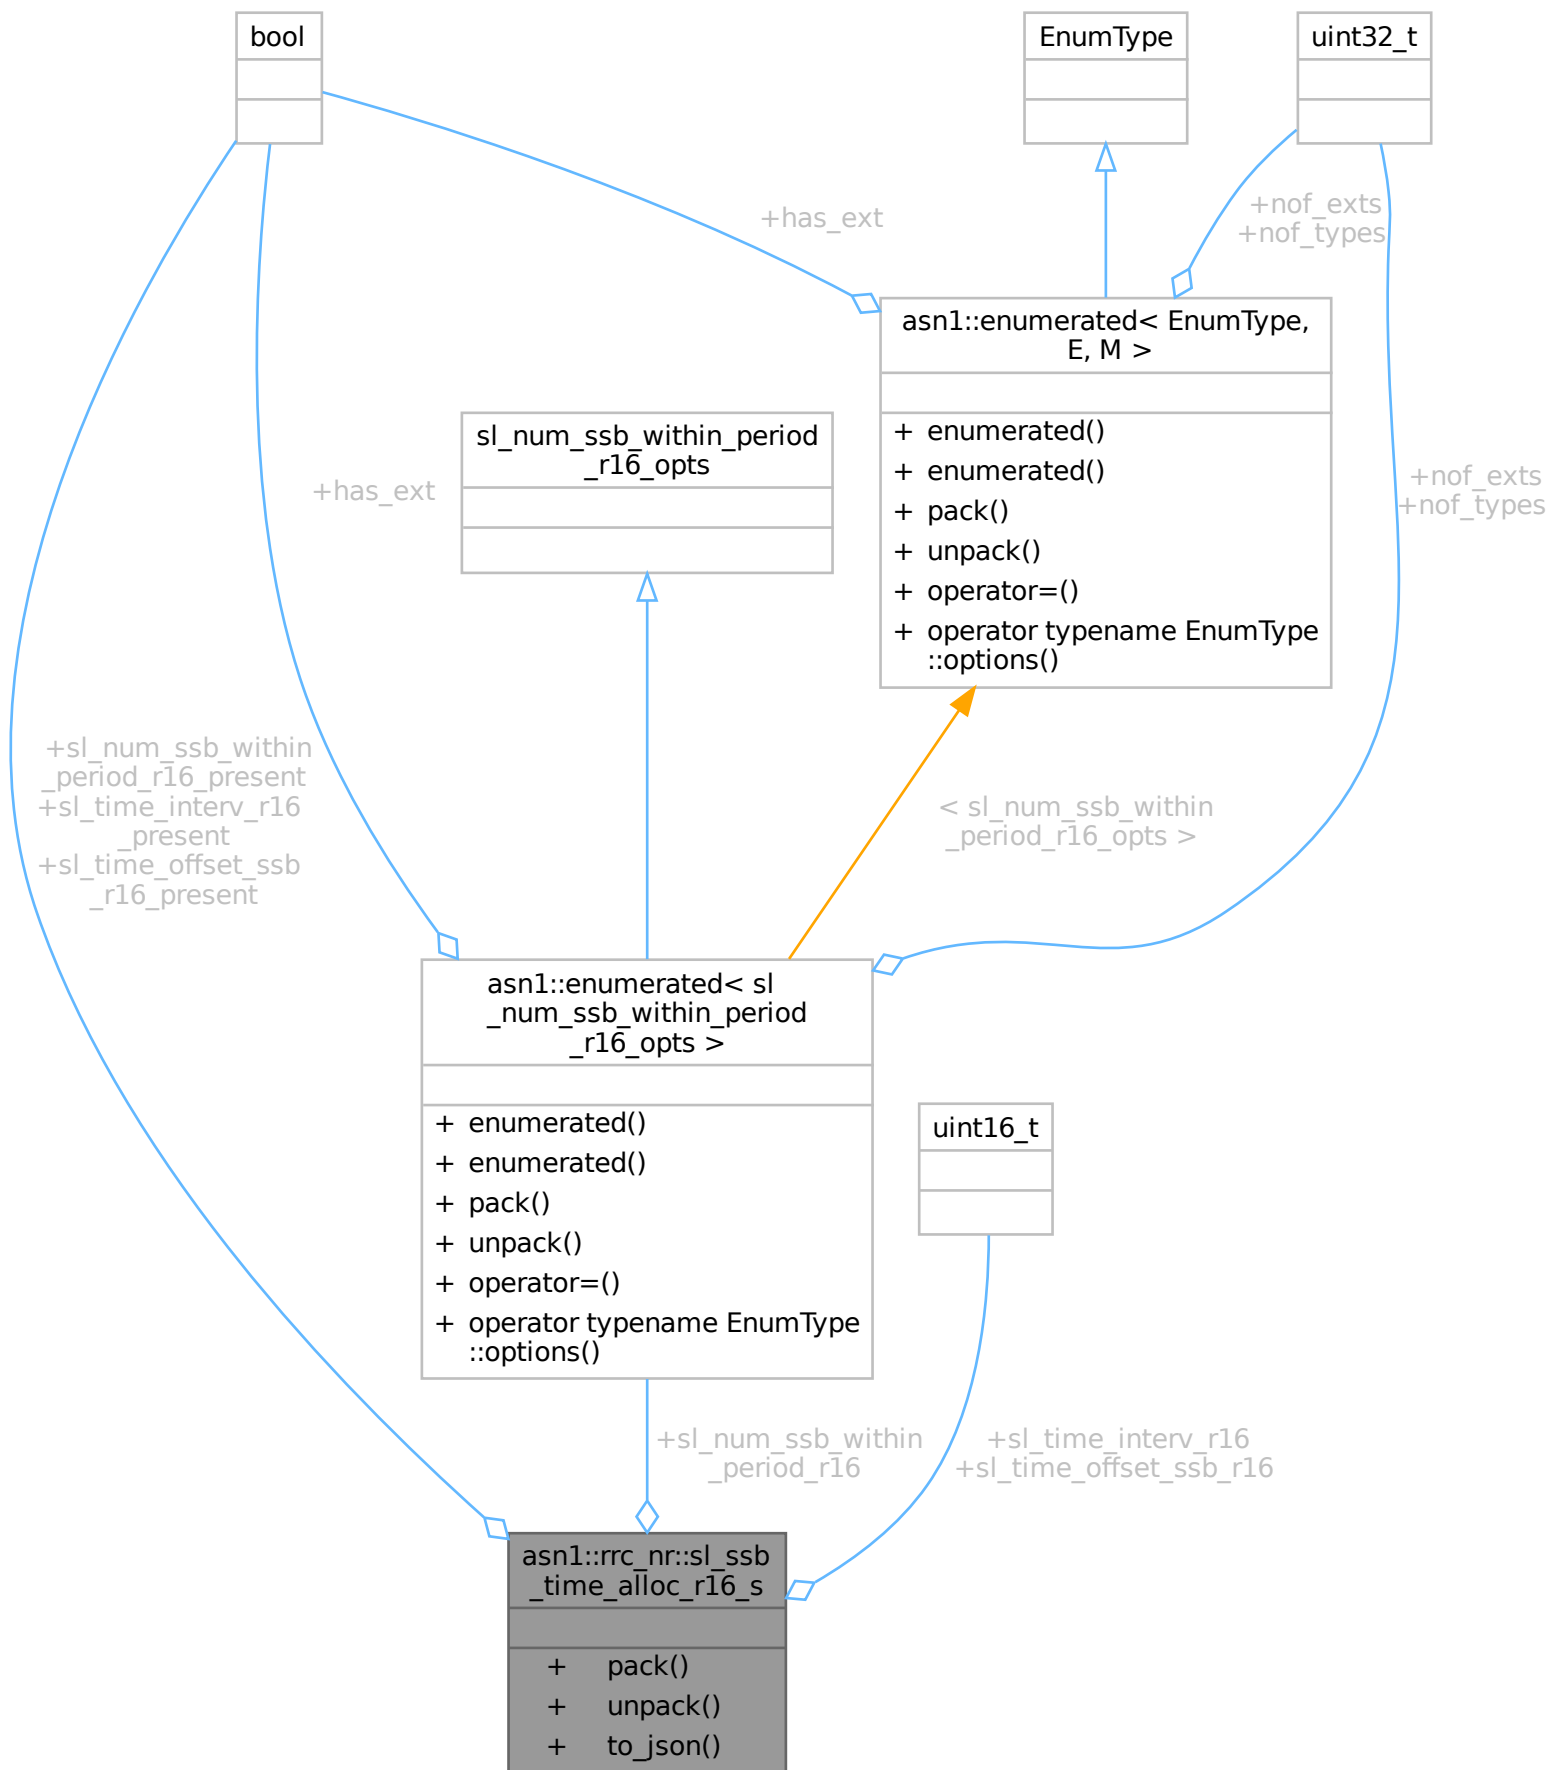 bool
EnumType
uint32_t
+has_ext
+nof_exts
+nof_types
asn1::enumerated< EnumType,
E, M >
+ enumerated()
+ enumerated()
+ pack()
+ unpack()
+ operator=()
+ operator typename EnumType
::options()
sl_num_ssb_within_period
_r16_opts
+has_ext
+nof_exts
+nof_types
+sl_num_ssb_within
_period_r16_present
+sl_time_interv_r16
_present
+sl_time_offset_ssb
_r16_present
< sl_num_ssb_within
_period_r16_opts >
asn1::enumerated< sl
_num_ssb_within_period
_r16_opts >
+ enumerated()
+ enumerated()
+ pack()
+ unpack()
+ operator=()
+ operator typename EnumType
::options()
uint16_t
+sl_num_ssb_within
_period_r16
+sl_time_interv_r16
+sl_time_offset_ssb_r16
asn1::rrc_nr::sl_ssb
_time_alloc_r16_s
+ pack()
+ unpack()
+ to_json()